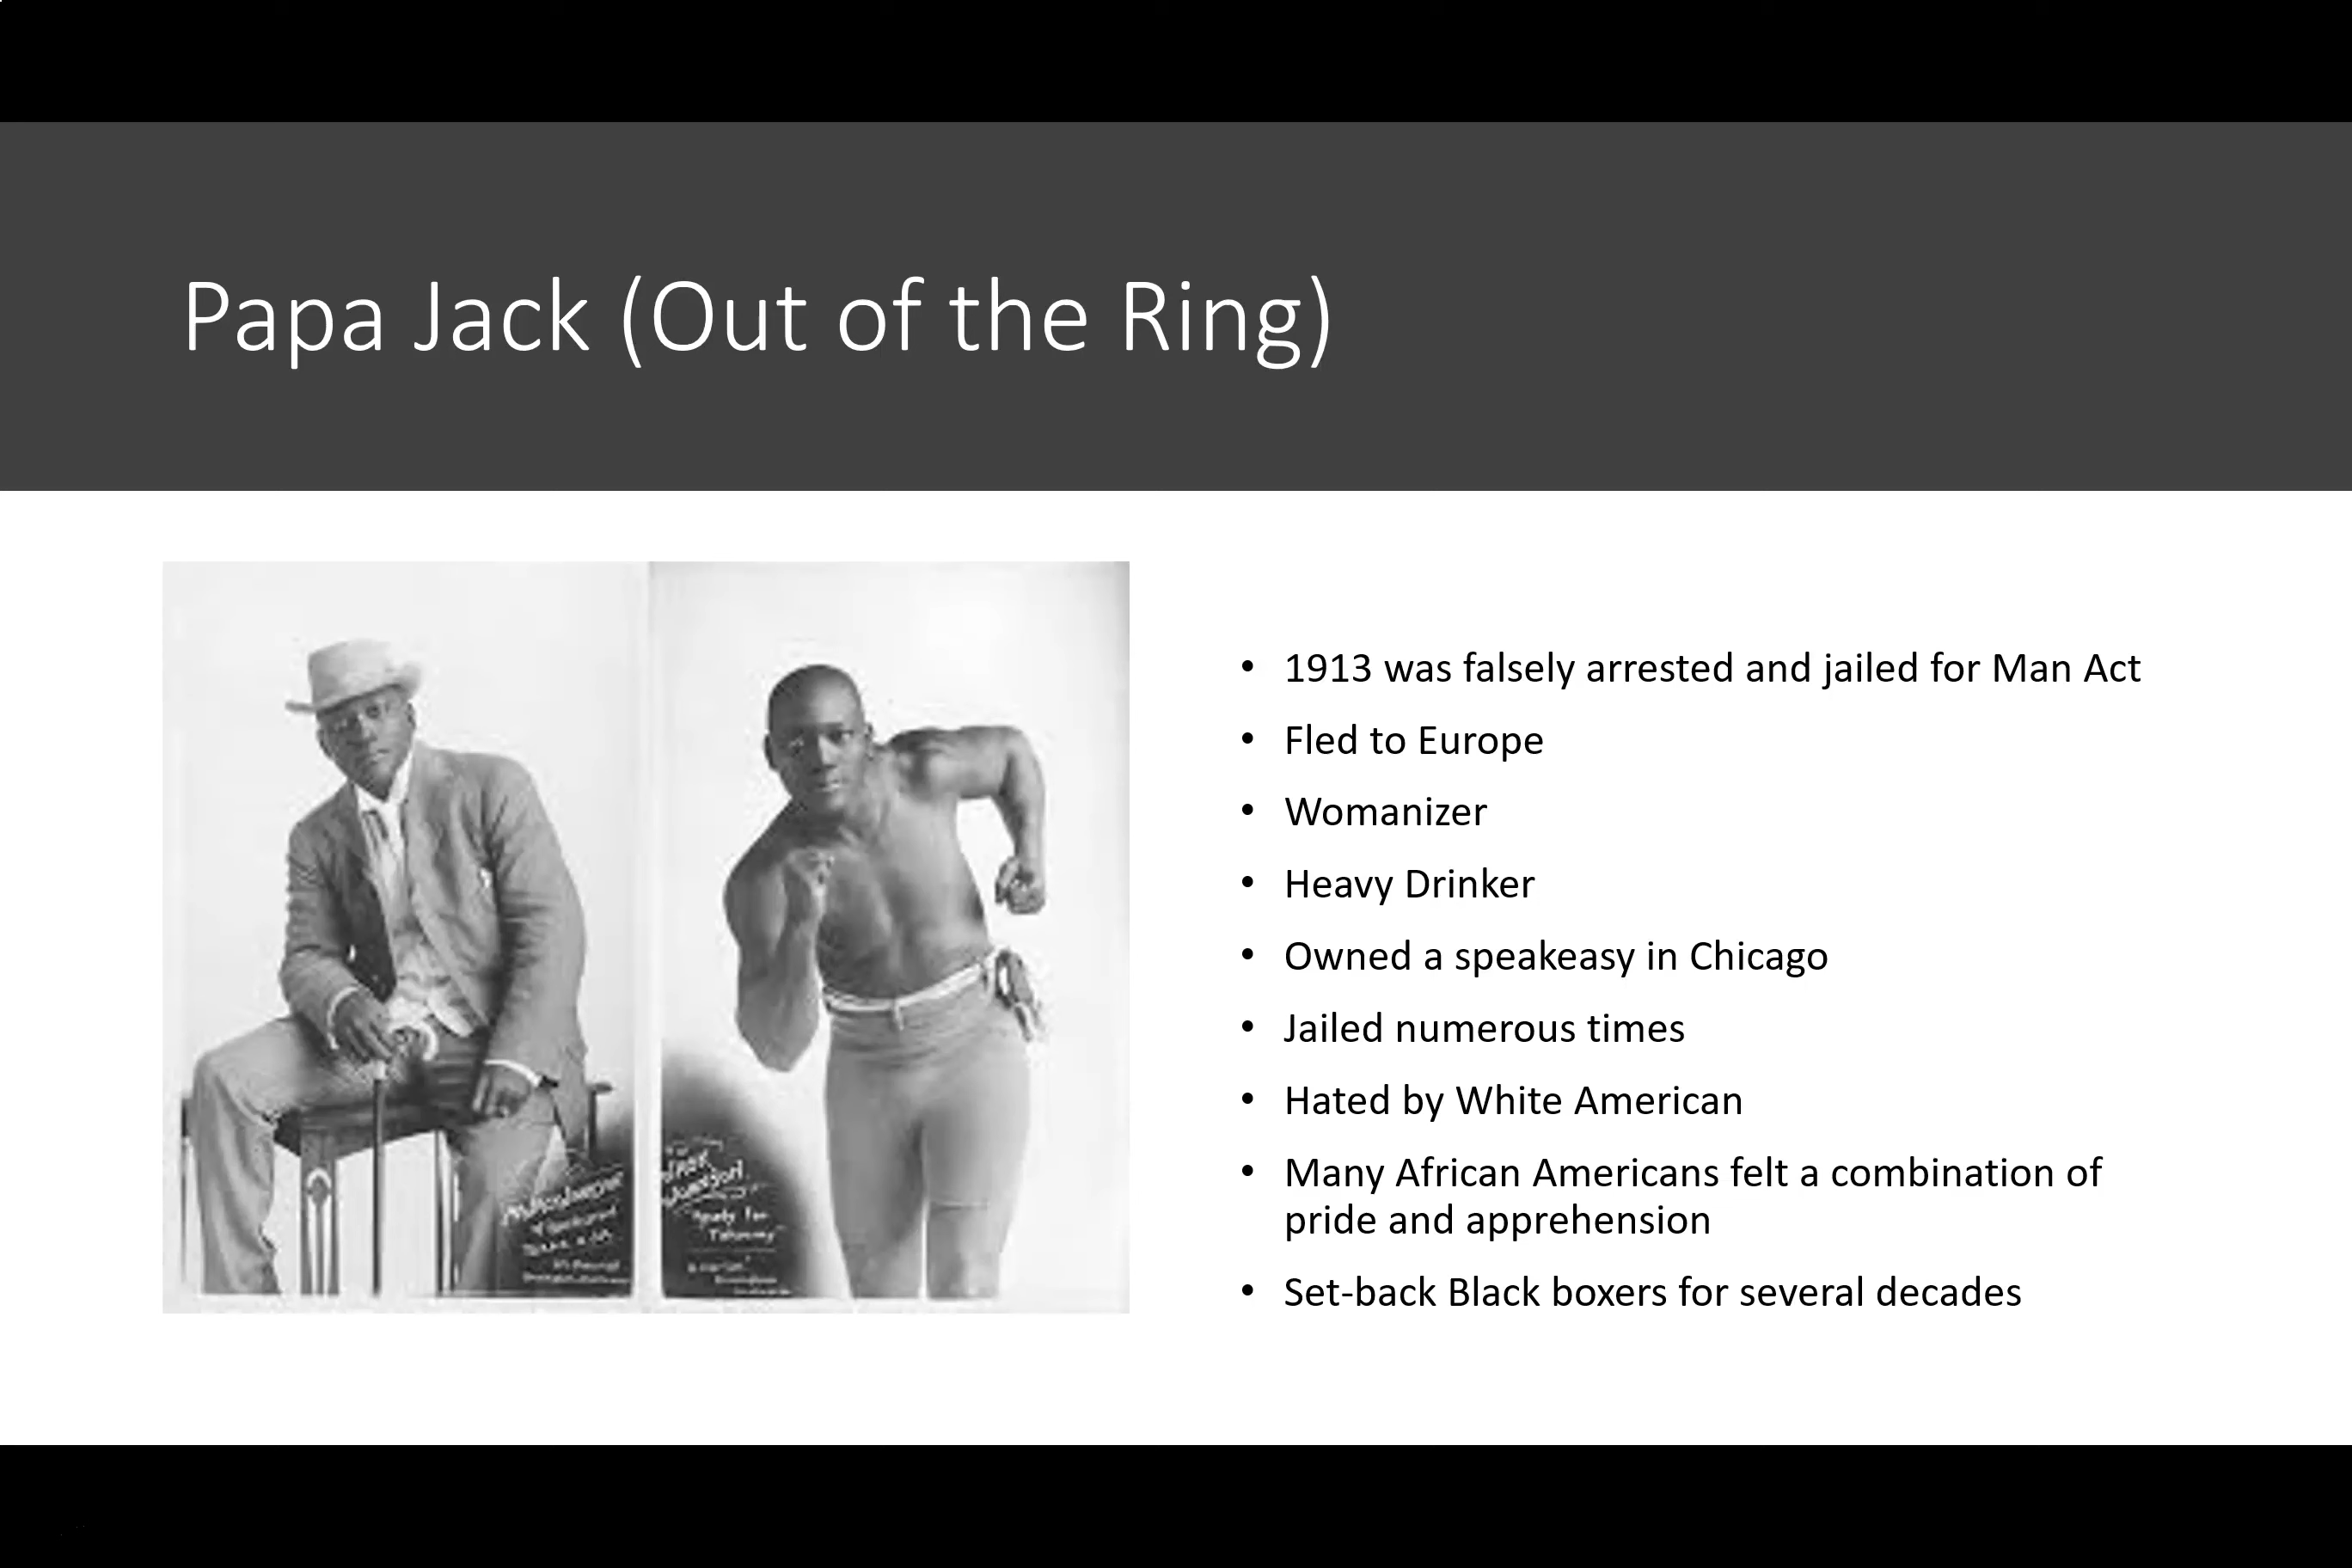 Papa Jack (Out of the Ring)
• 1913 was falsely arrested and jailed for Man Act
• Fled to Europe
• Womanizer
• Heavy Drinker
• Owned a speakeasy in Chicago
• Jailed numerous times
• Hated by White American
• Many African Americans felt a combination of
pride and apprehension
• Set-back Black boxers for several decades
Jack
Johnson